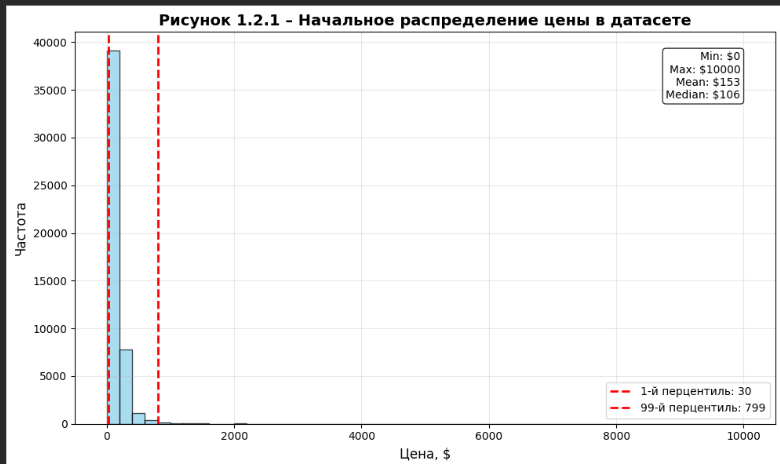 Рисунок 1.2.1 – Начальное распределение цены в датасете
40000
35000
30000
25000
20000
15000
10000
5000
0
Частота
Min: $0
Max: $10000
Mean: $153
Median: $106
1-й перцентиль: 30
99-й перцентиль: 799
0 2000 4000 6000 8000 10000
Цена, $